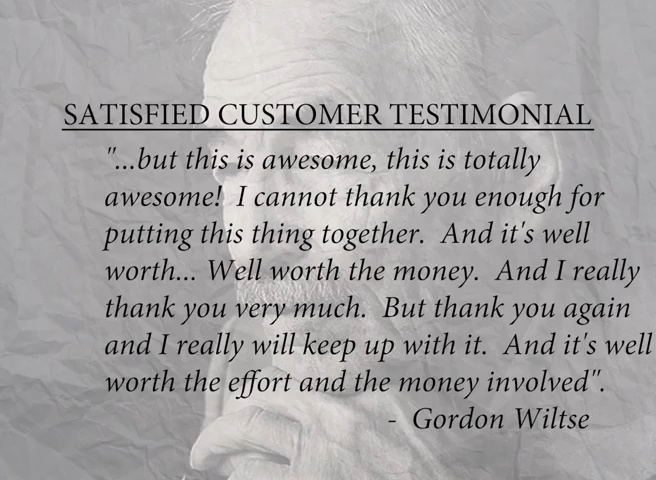 SATISFIED CUSTOMER TESTIMONIAL
"...but this is awesome, this is totally
awesome!  I cannot thank you enough for
putting this thing together.  And it's well
worth... Well worth the money.  And I really
thank you very much.  But thank you again
and I really will keep up with it.  And it's well
worth the effort and the money involved".
-  Gordon Wiltse